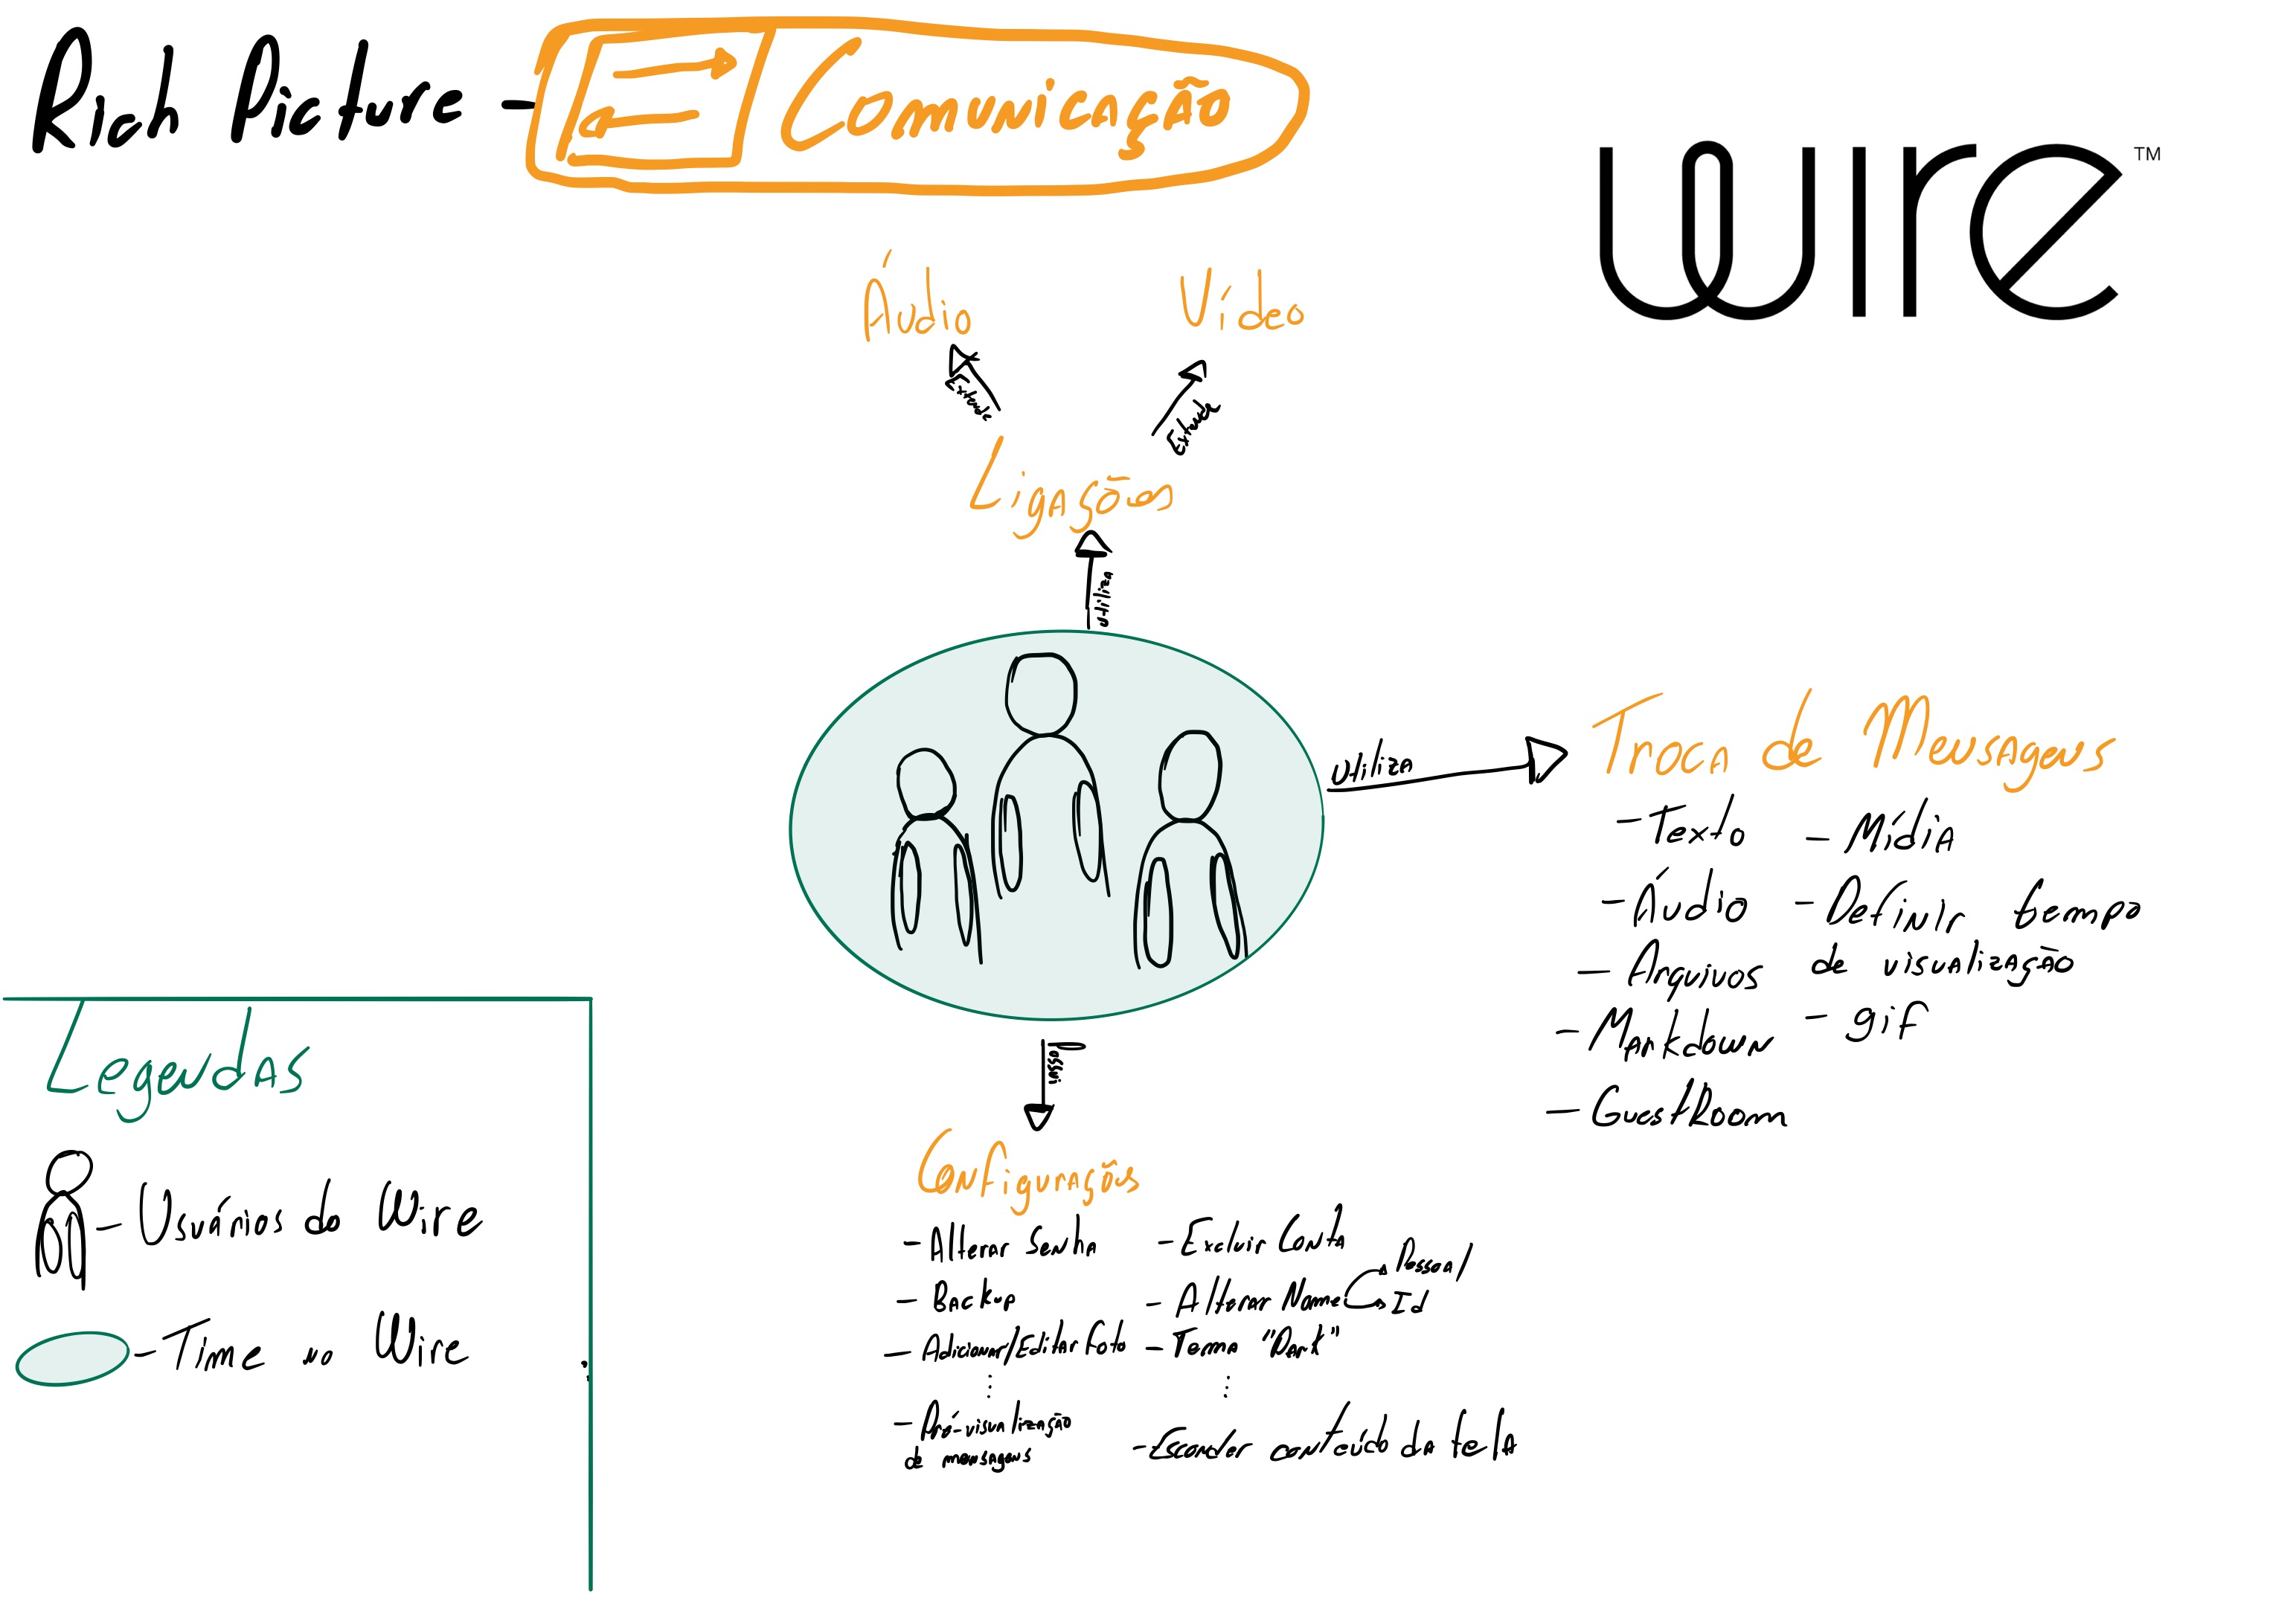 Rich Picture - Comunicação
wire™
Áudio
Vídeo
Extende
Extende
Ligações
Utiliza
Utiliza
Troca de Mensagens
- Texto
- Áudio
- Arquivos
- Markdown
- GuestRoom
- Mídia
- Definir tempo
de visualização
- gif
Possui
Configurações
- Alterar Senha
- Backup
- Adicionar/Editar Foto
- Pré-visualização
de mensagens
- Excluir Conta
- Alterar Nome
Pessoal
Id
- Tema "Dark"
- Esconder conteúdo da tela
Legendas
- Usuários do Wire
- Time no Wire